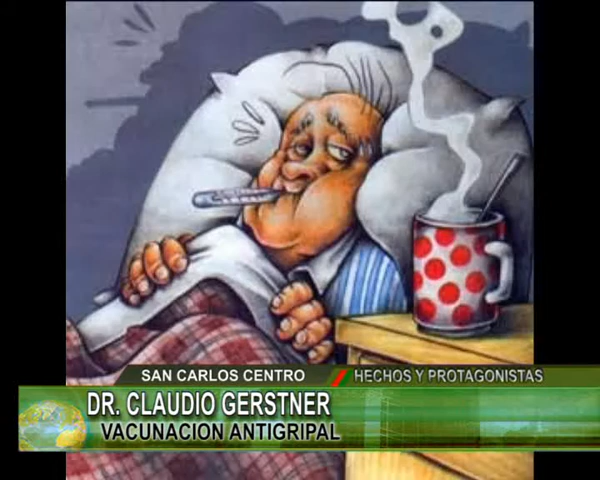 SAN CARLOS CENTRO
HECHOS Y PROTAGONISTAS
DR. CLAUDIO GERSTNER
VACUNACION ANTIGRIPAL